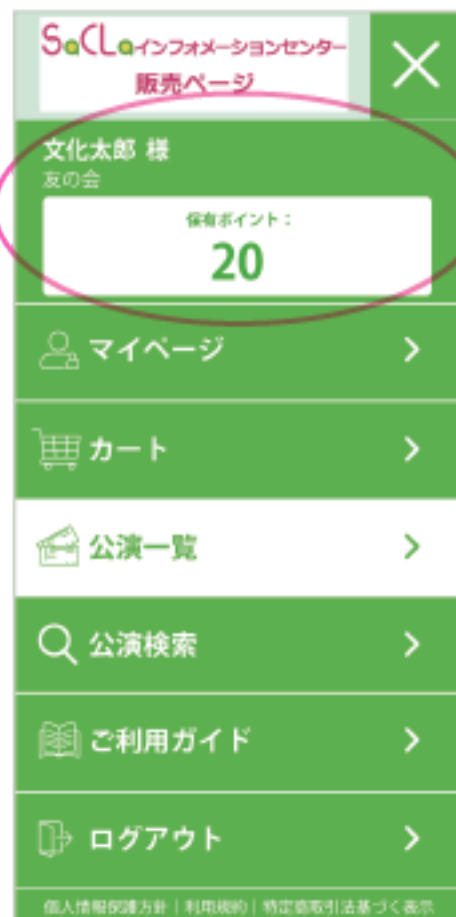 SaCLaインフォメーションセンター
販売ページ
文化太郎 様
友の会
保有ポイント：
20
マイページ
カート
公演一覧
公演検索
ご利用ガイド
ログアウト
個人情報保護方針｜利用規約｜特定商取引法基づく表示